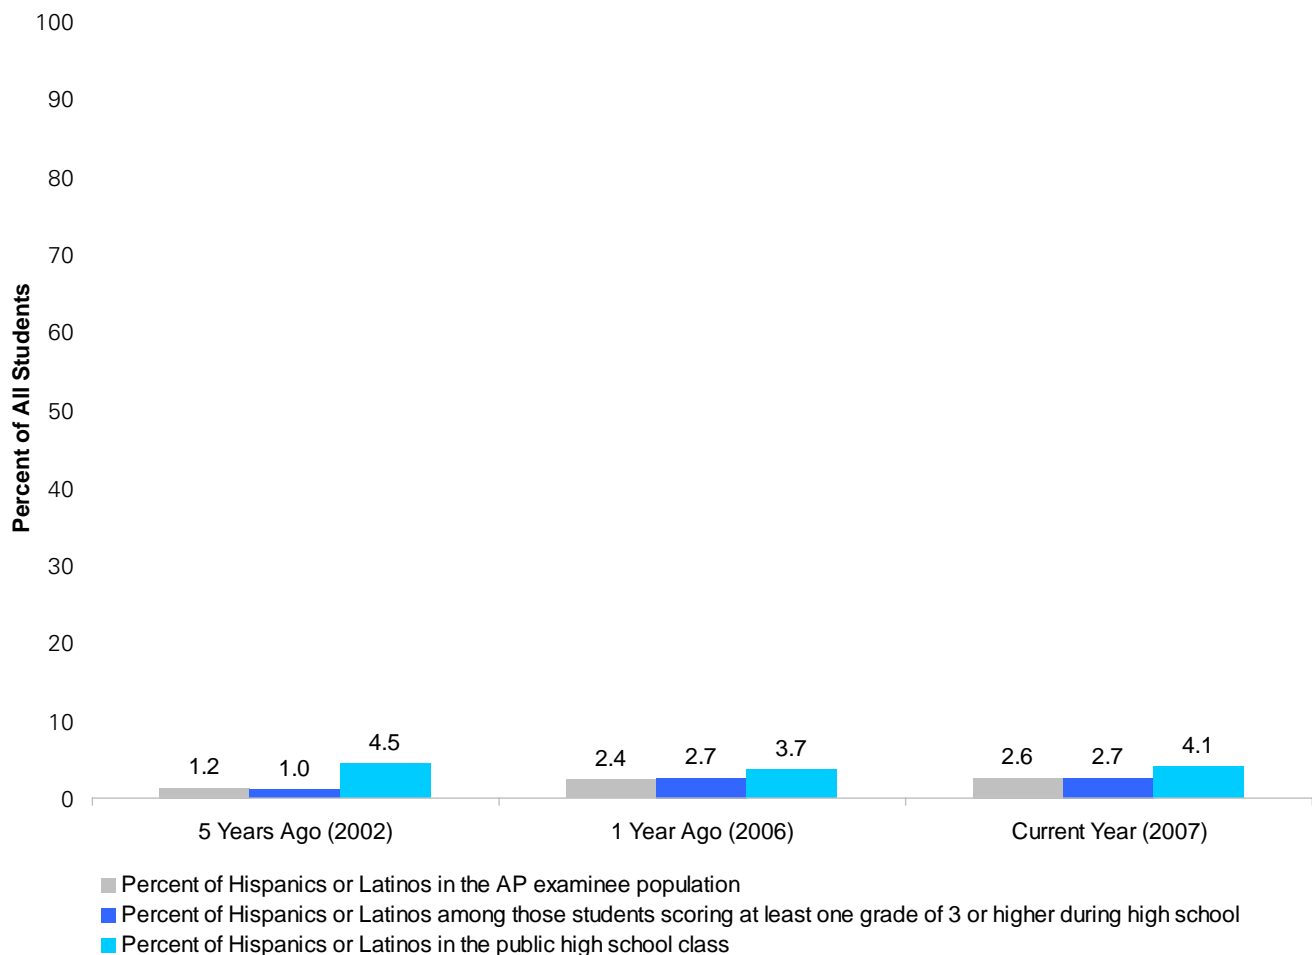 100
90
80
70
60
50
40
30
20
10
0
Percent of All Students
1.2
1.0
4.5
2.4
2.7
3.7
2.6
2.7
4.1
5 Years Ago (2002)
1 Year Ago (2006)
Current Year (2007)
Percent of Hispanics or Latinos in the AP examinee population
Percent of Hispanics or Latinos among those students scoring at least one grade of 3 or higher during high school
Percent of Hispanics or Latinos in the public high school class